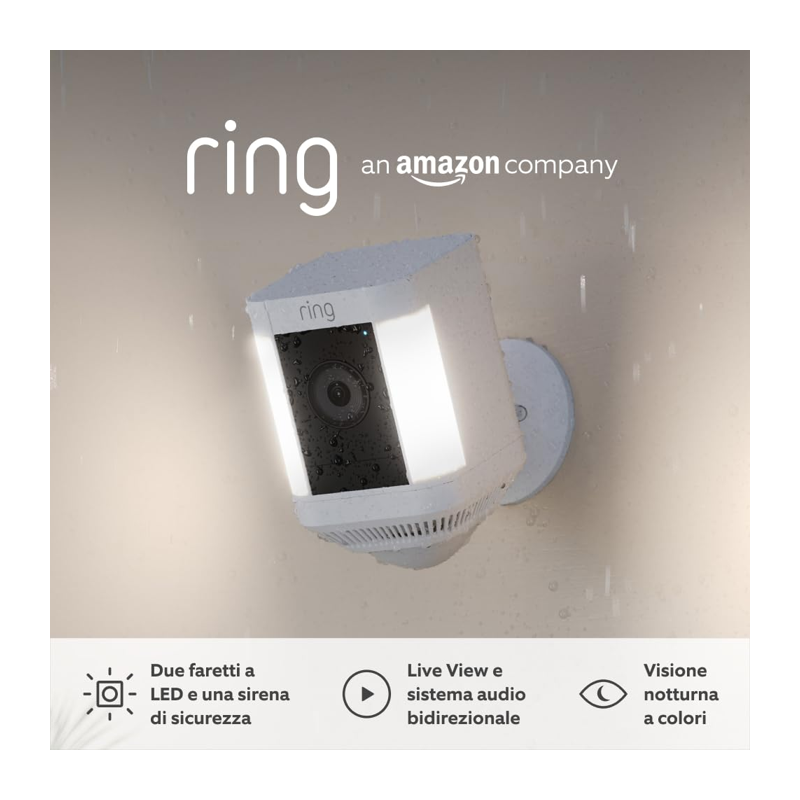 ring an amazon company
ring
Due faretti a
LED e una sirena
di sicurezza
Live View e
sistema audio
bidirezionale
Visione
notturna
a colori